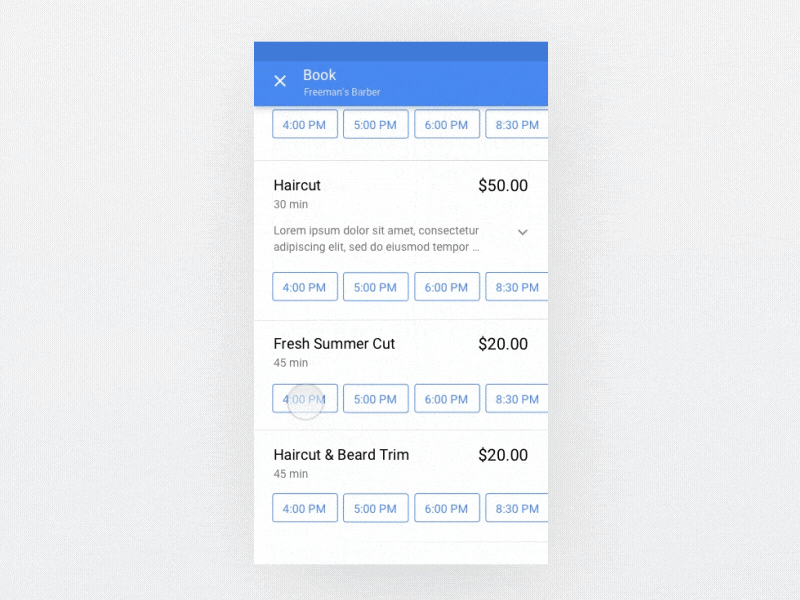 Book
Freeman's Barber
4:00 PM 5:00 PM 6:00 PM 8:30 PM
Haircut $50.00
30 min
Lorem ipsum dolor sit amet, consectetur
adipiscing elit, sed do eiusmod tempor ...
4:00 PM 5:00 PM 6:00 PM 8:30 PM
Fresh Summer Cut $20.00
45 min
4:00 PM 5:00 PM 6:00 PM 8:30 PM
Haircut & Beard Trim $20.00
45 min
4:00 PM 5:00 PM 6:00 PM 8:30 PM